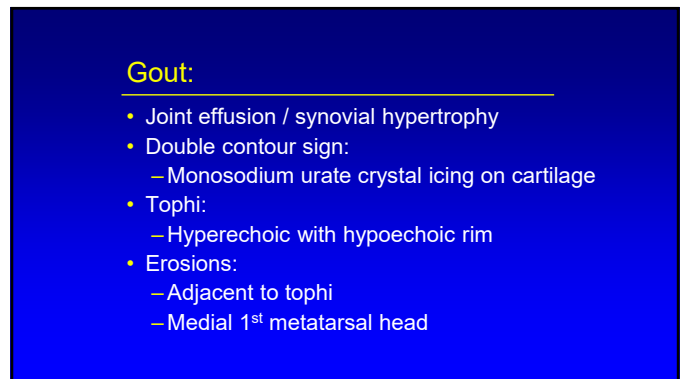 Gout:
• Joint effusion / synovial hypertrophy
• Double contour sign:
–Monosodium urate crystal icing on cartilage
• Tophi:
–Hyperechoic with hypoechoic rim
• Erosions:
–Adjacent to tophi
–Medial 1st metatarsal head